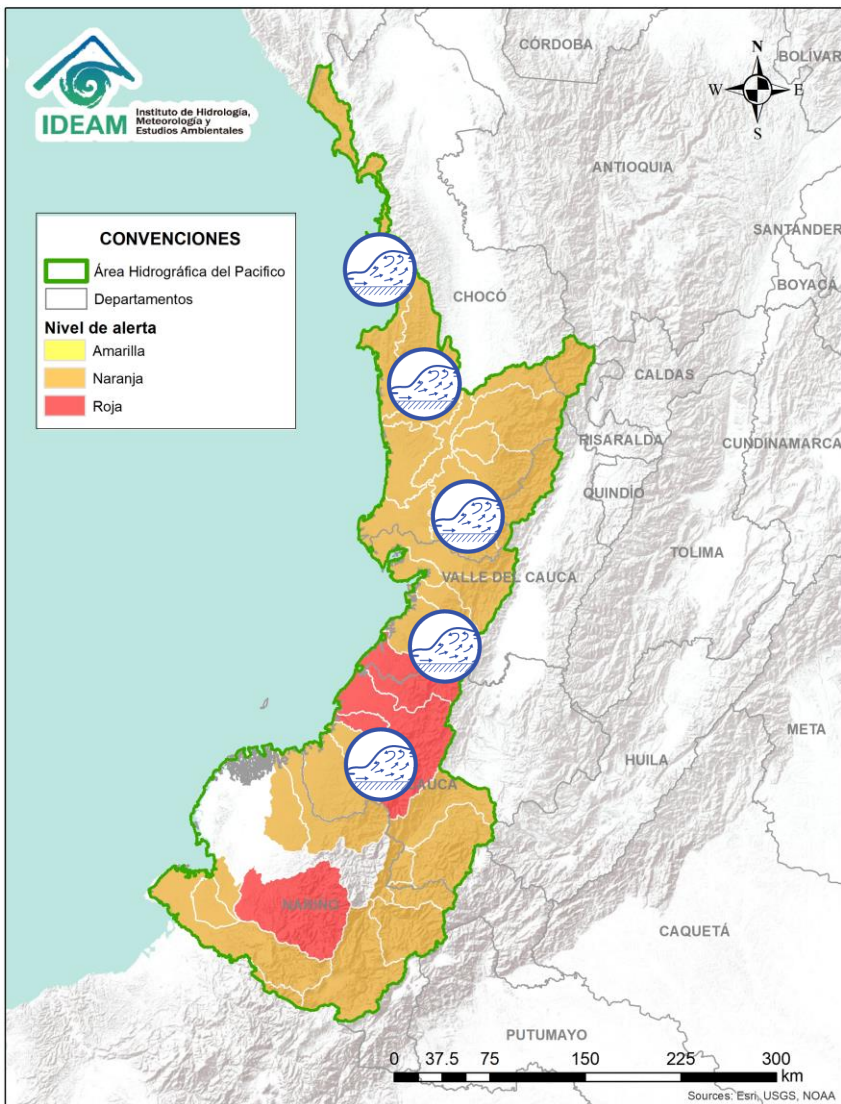 IDEAM
Instituto de Hidrología,
Meteorología y
Estudios Ambientales
CÓRDOBA
BOLÍVAR
N
W
E
S
ANTIOQUIA
SANTANDER
CONVENCIONES
Área Hidrográfica del Pacifico
Departamentos
Nivel de alerta
Amarilla
Naranja
Roja
CHOCÓ
BOYACÁ
CALDAS
RISARALDA
CUNDINAMARCA
QUINDÍO
TOLIMA
VALLE DEL CAUCA
META
HUILA
AUCA
NARIÑO
CAQUETÁ
PUTUMAYO
0 37.5 75 150 225 300
km
Sources: Esri, USGS, NOAA